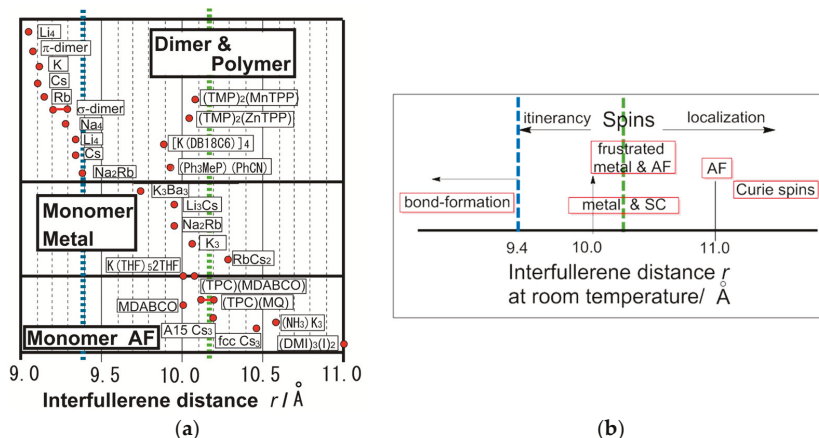 Li4
π-dimer
K
Cs
Rb
σ-dimer
Na4
Li4
Cs
Na2Rb
Dimer &
Polymer
(TMP)2(MnTPP)
(TMP)2(ZnTPP)
[K(DB18C6)]4
(Ph3MeP)(PhCN)
K3Ba3
Monomer
Metal
Li3Cs
Na2Rb
K3
RbCs2
K(THF)52THF
(TPC)(MDABCO)
MDABCO
(TPC)(MQ)
A15 Cs3
(NH3)K3
fcc Cs3
(DMI)3(I)2
Monomer AF
9.0 9.5 10.0 10.5 11.0
Interfullerene distance r/Å
(a)
itinerancy Spins localization
frustrated
metal & AF
AF
bond-formation
metal & SC
Curie spins
9.4 10.0 11.0
Interfullerene distance r
at room temperature/ Å
(b)